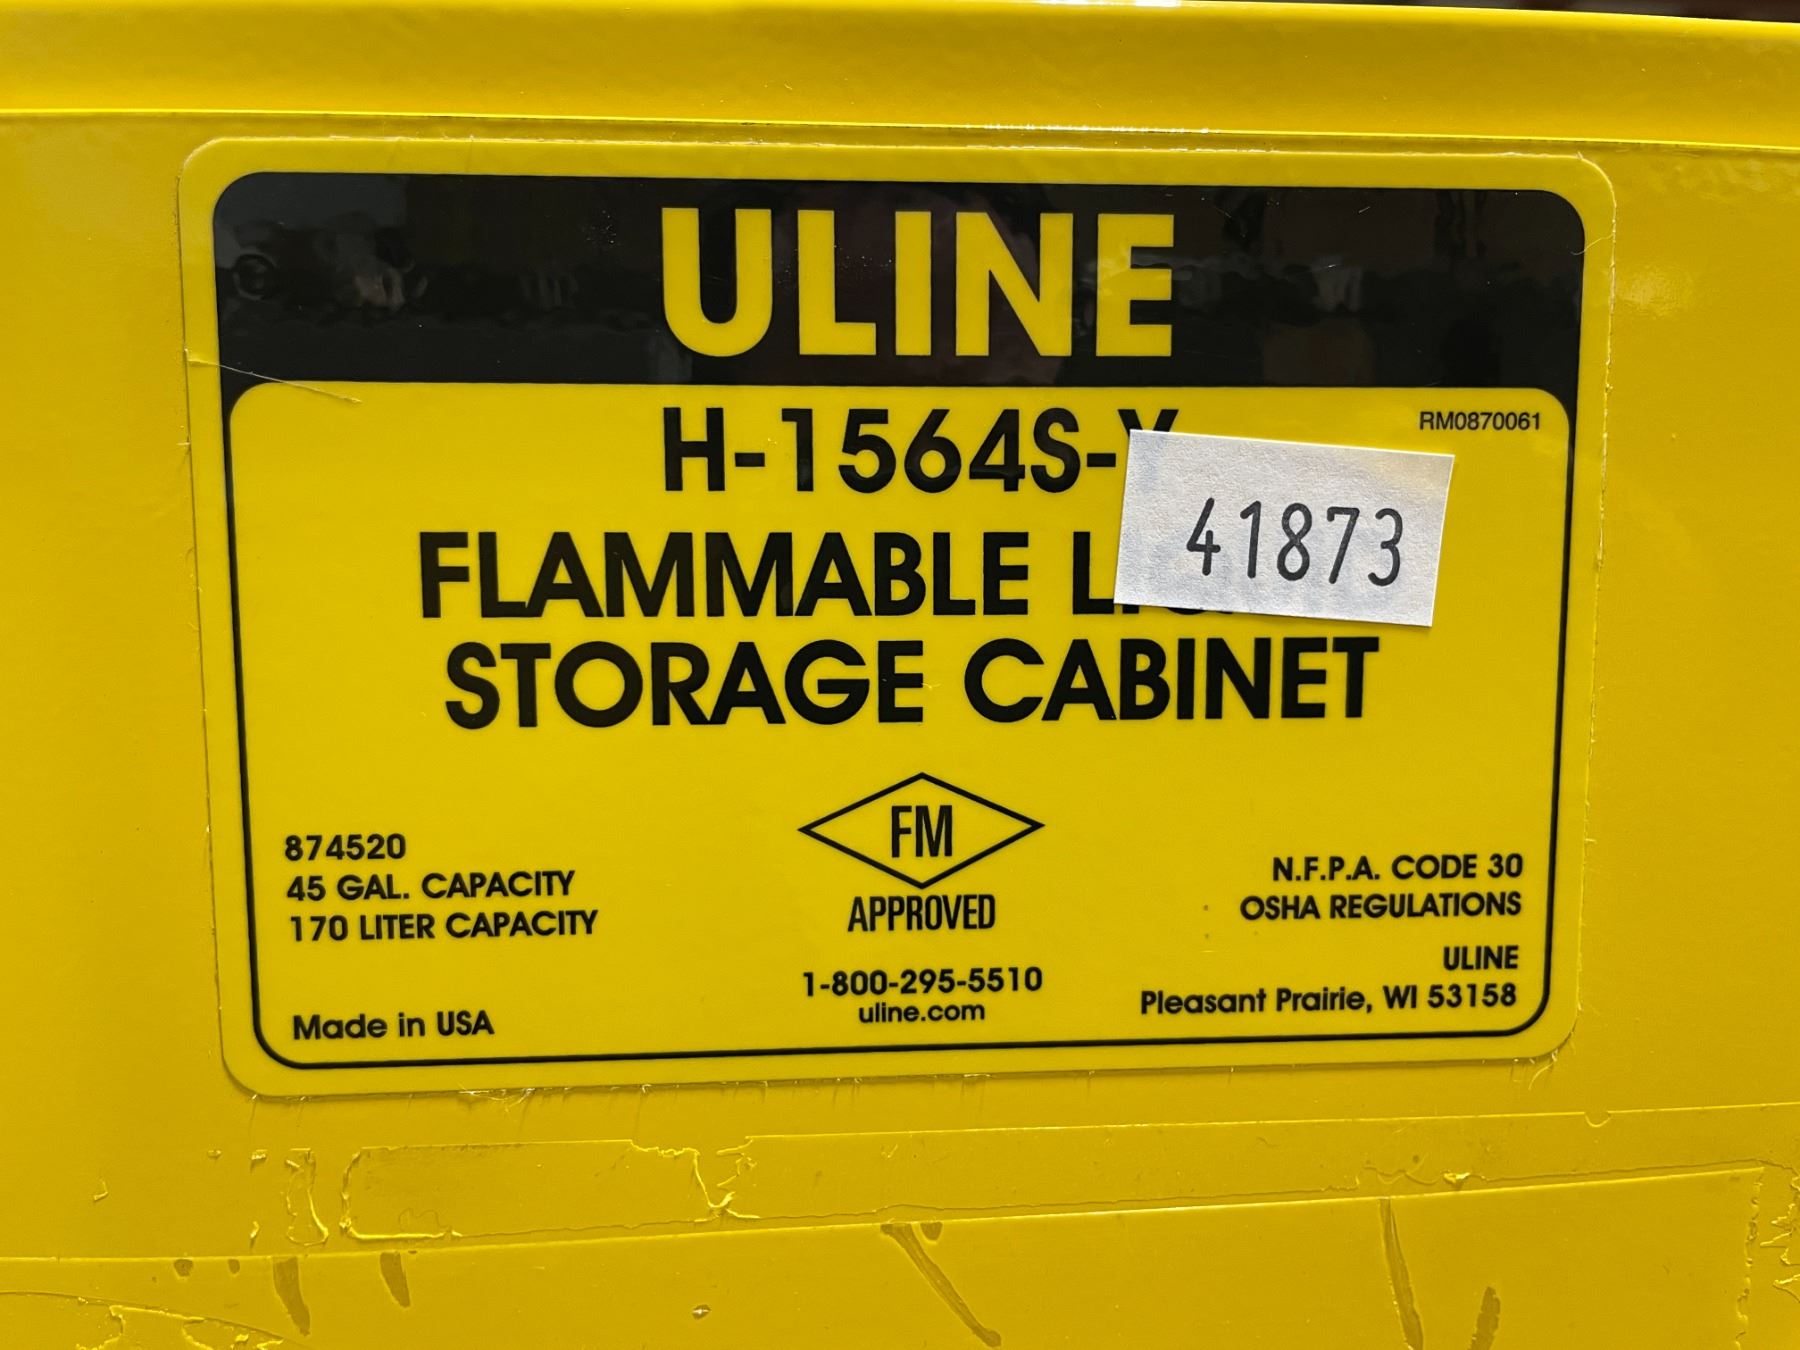 ULINE
H-1564S-Y
RM0870061
41873
FLAMMABLE
STORAGE CABINET
874520
45 GAL. CAPACITY
170 LITER CAPACITY
Made in USA
FM
APPROVED
1-800-295-5510
uline.com
N.F.P.A. CODE 30
OSHA REGULATIONS
ULINE
Pleasant Prairie, WI 53158